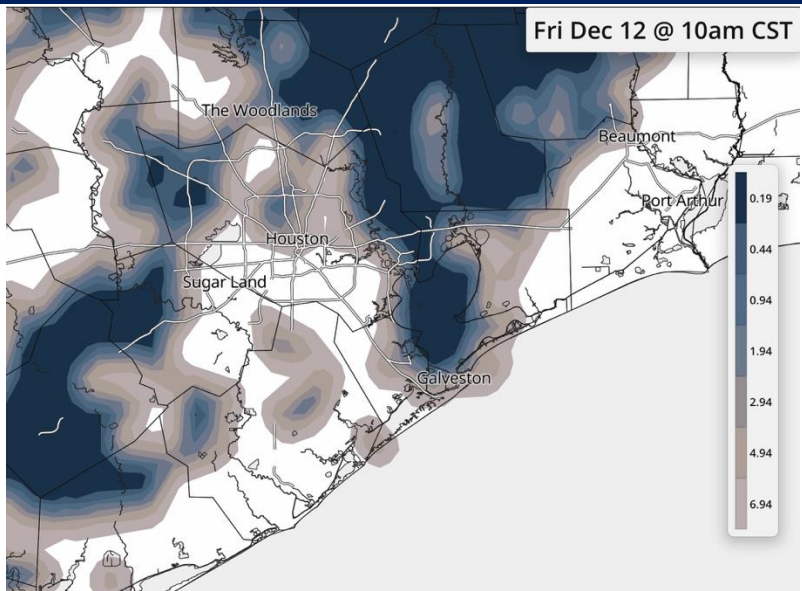 Fri Dec 12 @ 10am CST
The Woodlands
Beaumont
Port Arthur
Houston
Sugar Land
Galveston
0.19
0.44
0.94
1.94
2.94
4.94
6.94